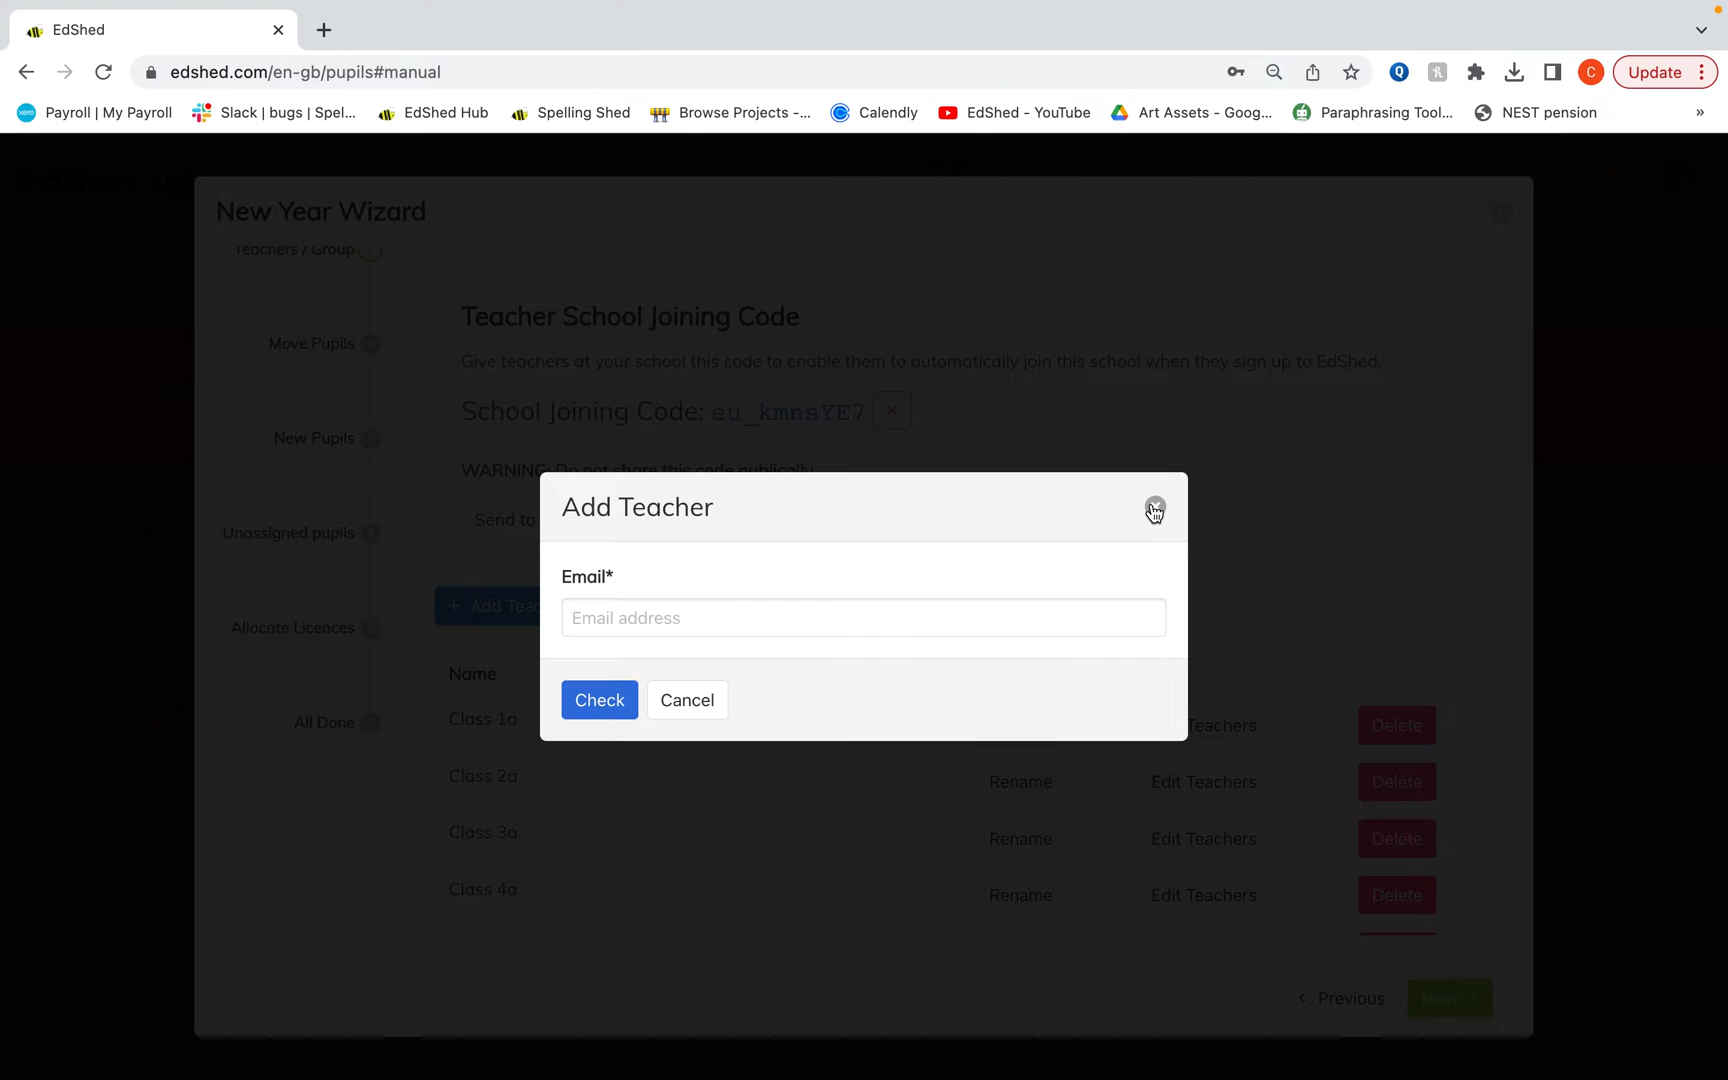 EdShed
edshed.com/en-gb/pupils#manual
Q
C
Update
xero
Payroll | My Payroll
Slack | bugs | Spel...
EdShed Hub
Spelling Shed
Browse Projects -...
Calendly
EdShed - YouTube
Art Assets - Goog...
Paraphrasing Tool...
NEST pension
»
New Year Wizard
Teachers / Group
Move Pupils
New Pupils
Unassigned pupils
Allocate Licences
All Done
Teacher School Joining Code
Give teachers at your school this code to enable them to automatically join this school when they sign up to EdShed.
School Joining Code: eu_kmnsYE7
WARNING: Do not share this code publically
Send to
+ Add Teac
Add Teacher
Email*
Email address
Check
Cancel
Name
Class 1a
Teachers
Delete
Class 2a
Rename
Edit Teachers
Delete
Class 3a
Rename
Edit Teachers
Delete
Class 4a
Rename
Edit Teachers
Delete
Previous
Next